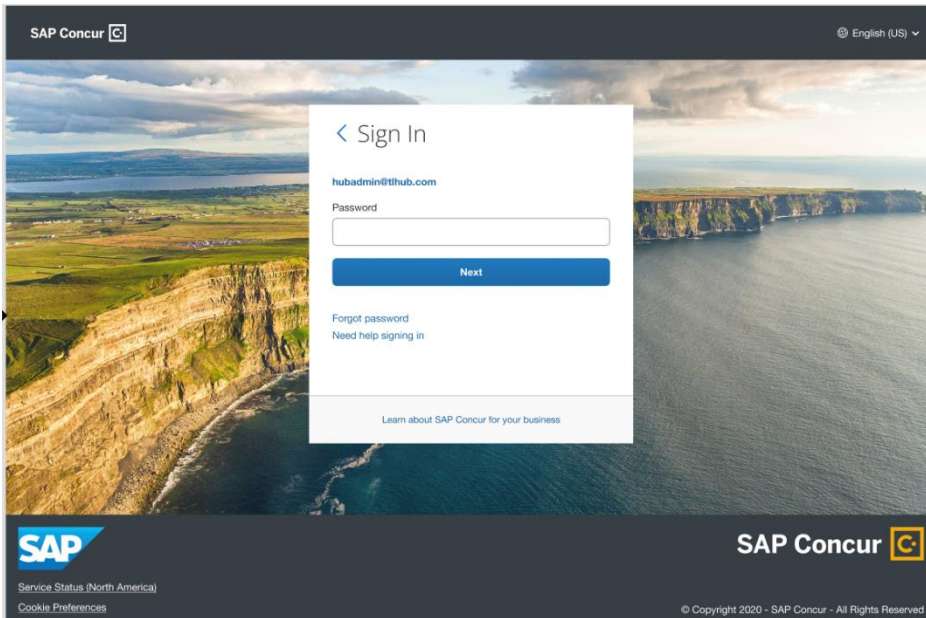 SAP Concur C
English (US)
Sign In
hubadmin@tlhub.com
Password
Next
Forgot password
Need help signing in
Learn about SAP Concur for your business
SAP
SAP Concur C
Service Status (North America)
Cookie Preferences
© Copyright 2020 - SAP Concur - All Rights Reserved